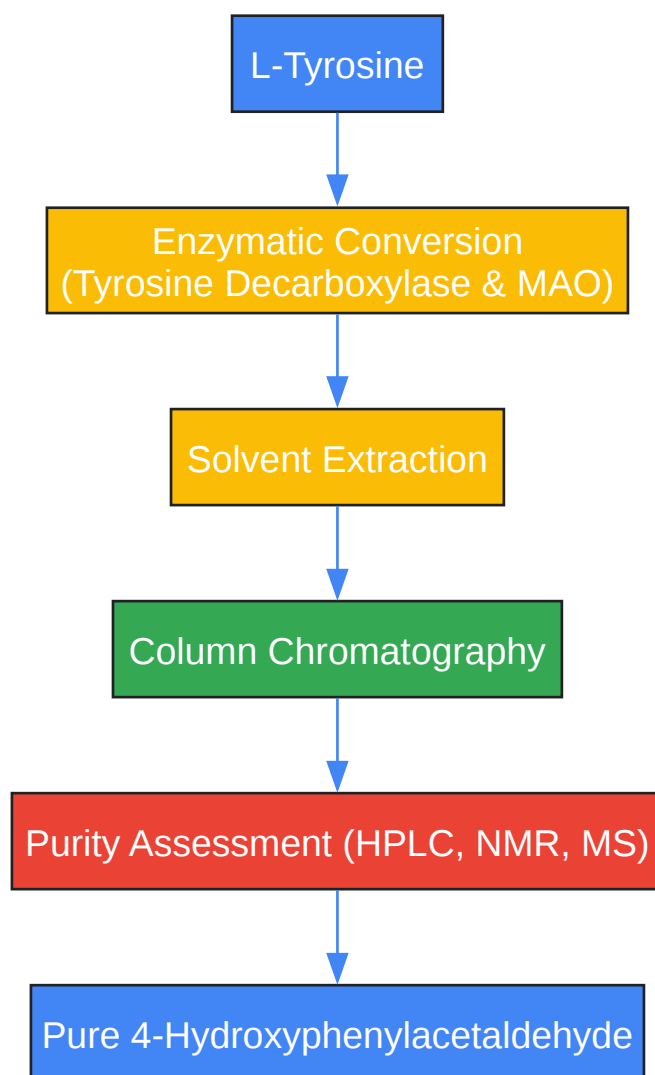 L-Tyrosine
Enzymatic Conversion
(Tyrosine Decarboxylase & MAO)
Solvent Extraction
Column Chromatography
Purity Assessment (HPLC, NMR, MS)
Pure 4-Hydroxyphenylacetaldehyde